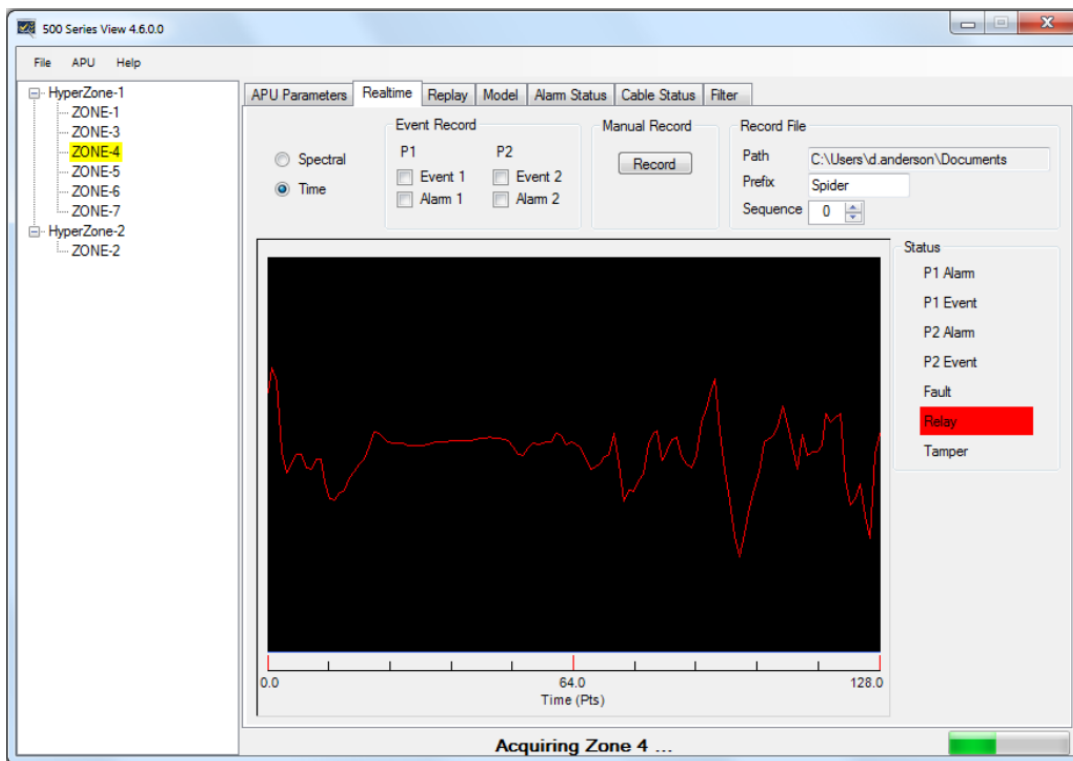 500 Series View 4.6.0.0
File APU Help
HyperZone-1
ZONE-1
ZONE-3
ZONE-4
ZONE-5
ZONE-6
ZONE-7
HyperZone-2
ZONE-2
APU Parameters Realtime Replay Model Alarm Status Cable Status Filter
Spectral
Time
Event Record
P1 P2
Event 1 Event 2
Alarm 1 Alarm 2
Manual Record
Record
Record File
Path C:\Users\d.anderson\Documents
Prefix Spider
Sequence 0
Status
P1 Alarm
P1 Event
P2 Alarm
P2 Event
Fault
Relay
Tamper
0.0 64.0 128.0
Time (Pts)
Acquiring Zone 4 ...